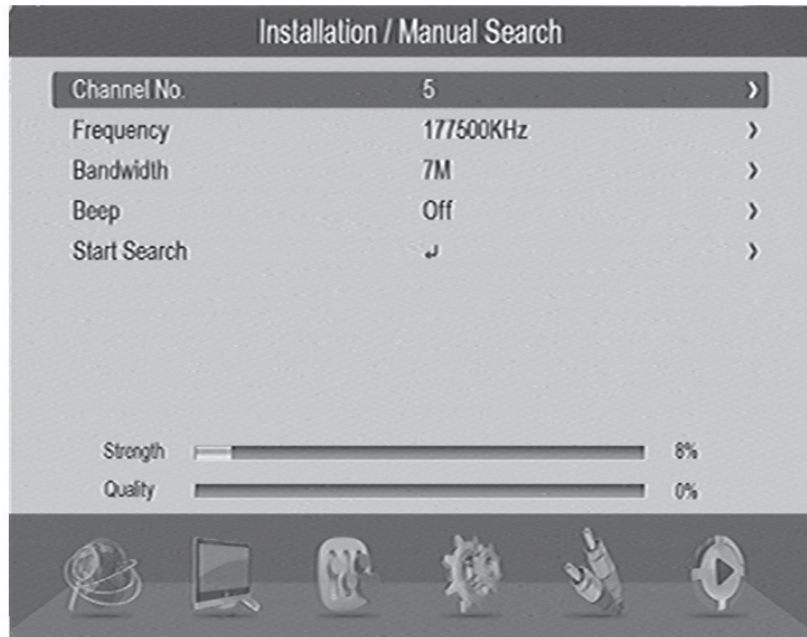 Installation / Manual Search
Channel No. 5 ❯
Frequency 177500KHz ❯
Bandwidth 7M ❯
Beep Off ❯
Start Search ↲ ❯
Strength 8%
Quality 0%